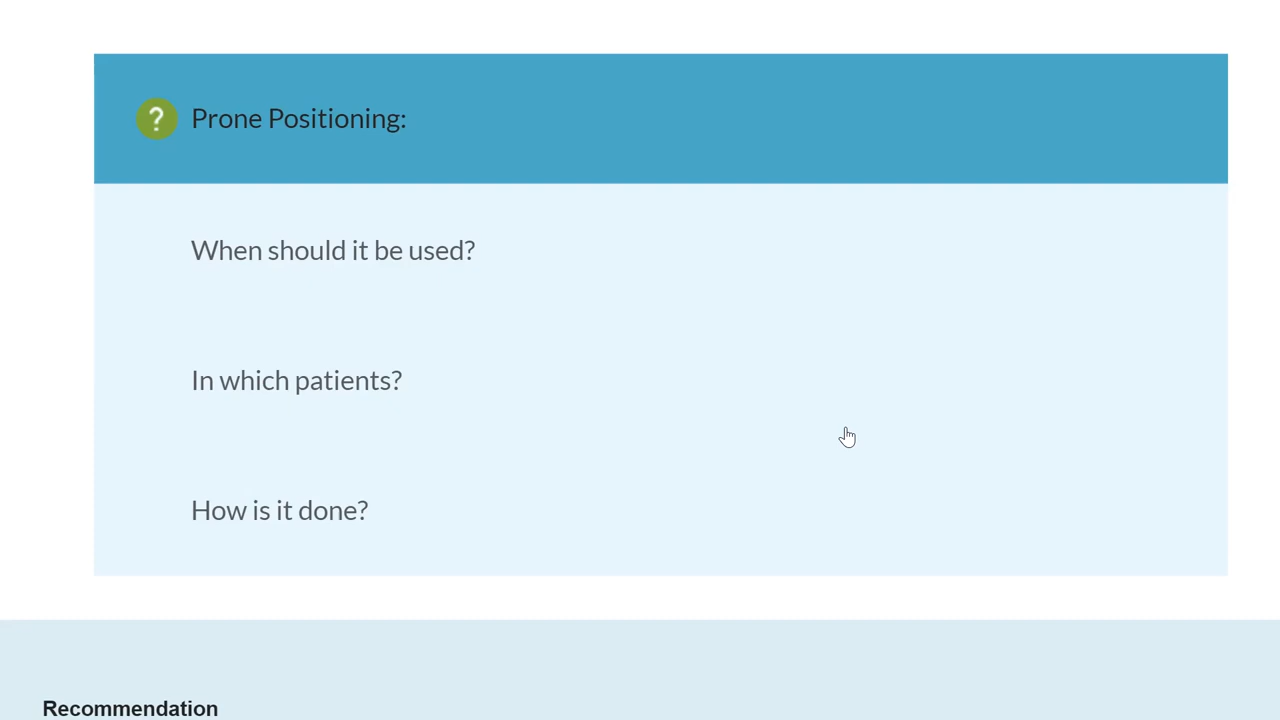 ? Prone Positioning:
When should it be used?
In which patients?
How is it done?
Recommendation